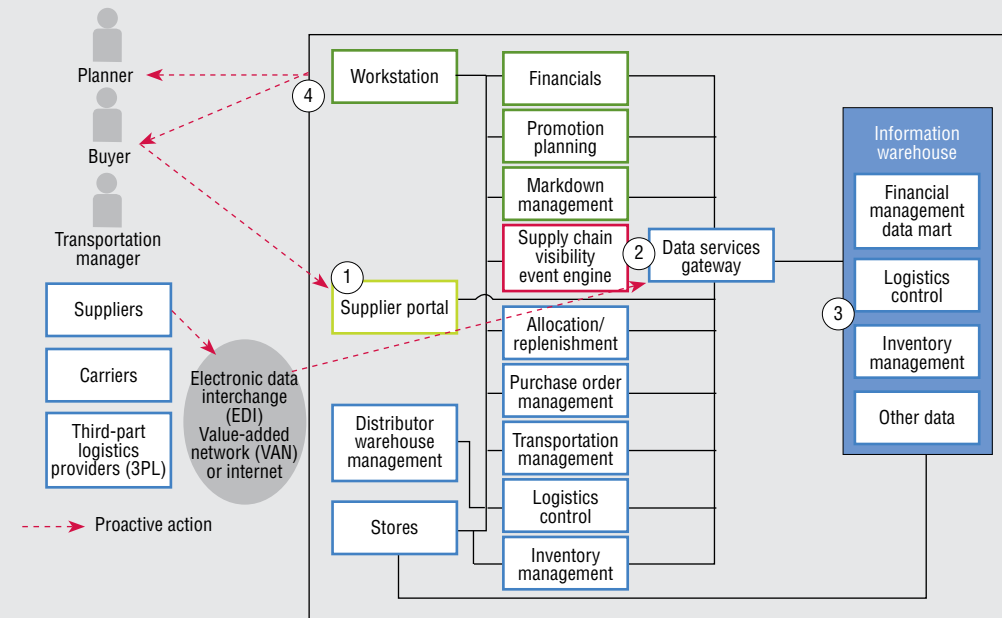 Planner
Buyer
Transportation
manager
Suppliers
Carriers
Third-part
logistics
providers (3PL)
Electronic data
interchange
(EDI)
Value-added
network (VAN)
or internet
Proactive action
4
Workstation
1
Supplier portal
Distributor
warehouse
management
Stores
Financials
Promotion
planning
Markdown
management
Supply chain
visibility
event engine
Allocation/
replenishment
Purchase order
management
Transportation
management
Logistics
control
Inventory
management
2
Data services
gateway
3
Information
warehouse
Financial
management
data mart
Logistics
control
Inventory
management
Other data